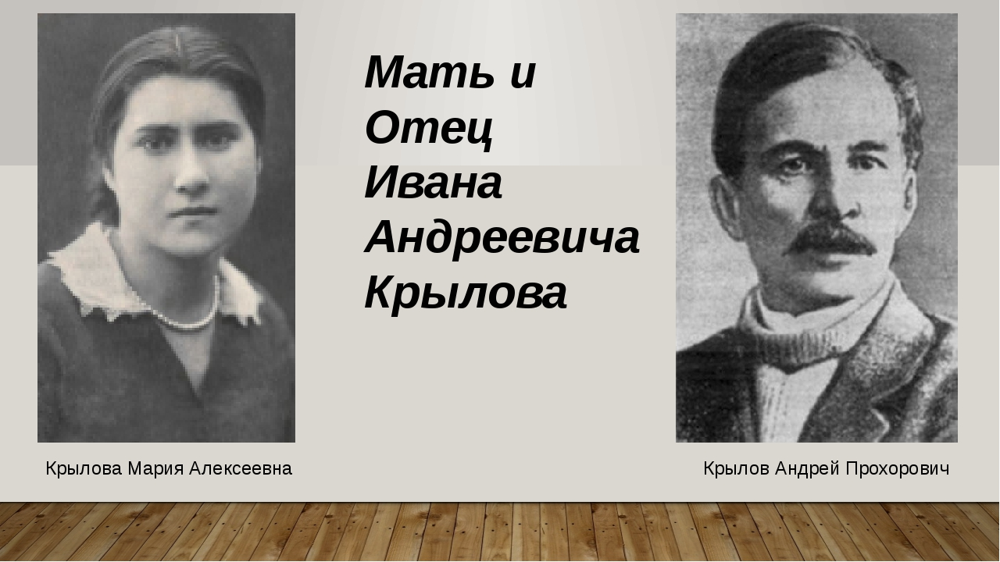 Мать и
Отец
Ивана
Андреевича
Крылова
Крылова Мария Алексеевна
Крылов Андрей Прохорович